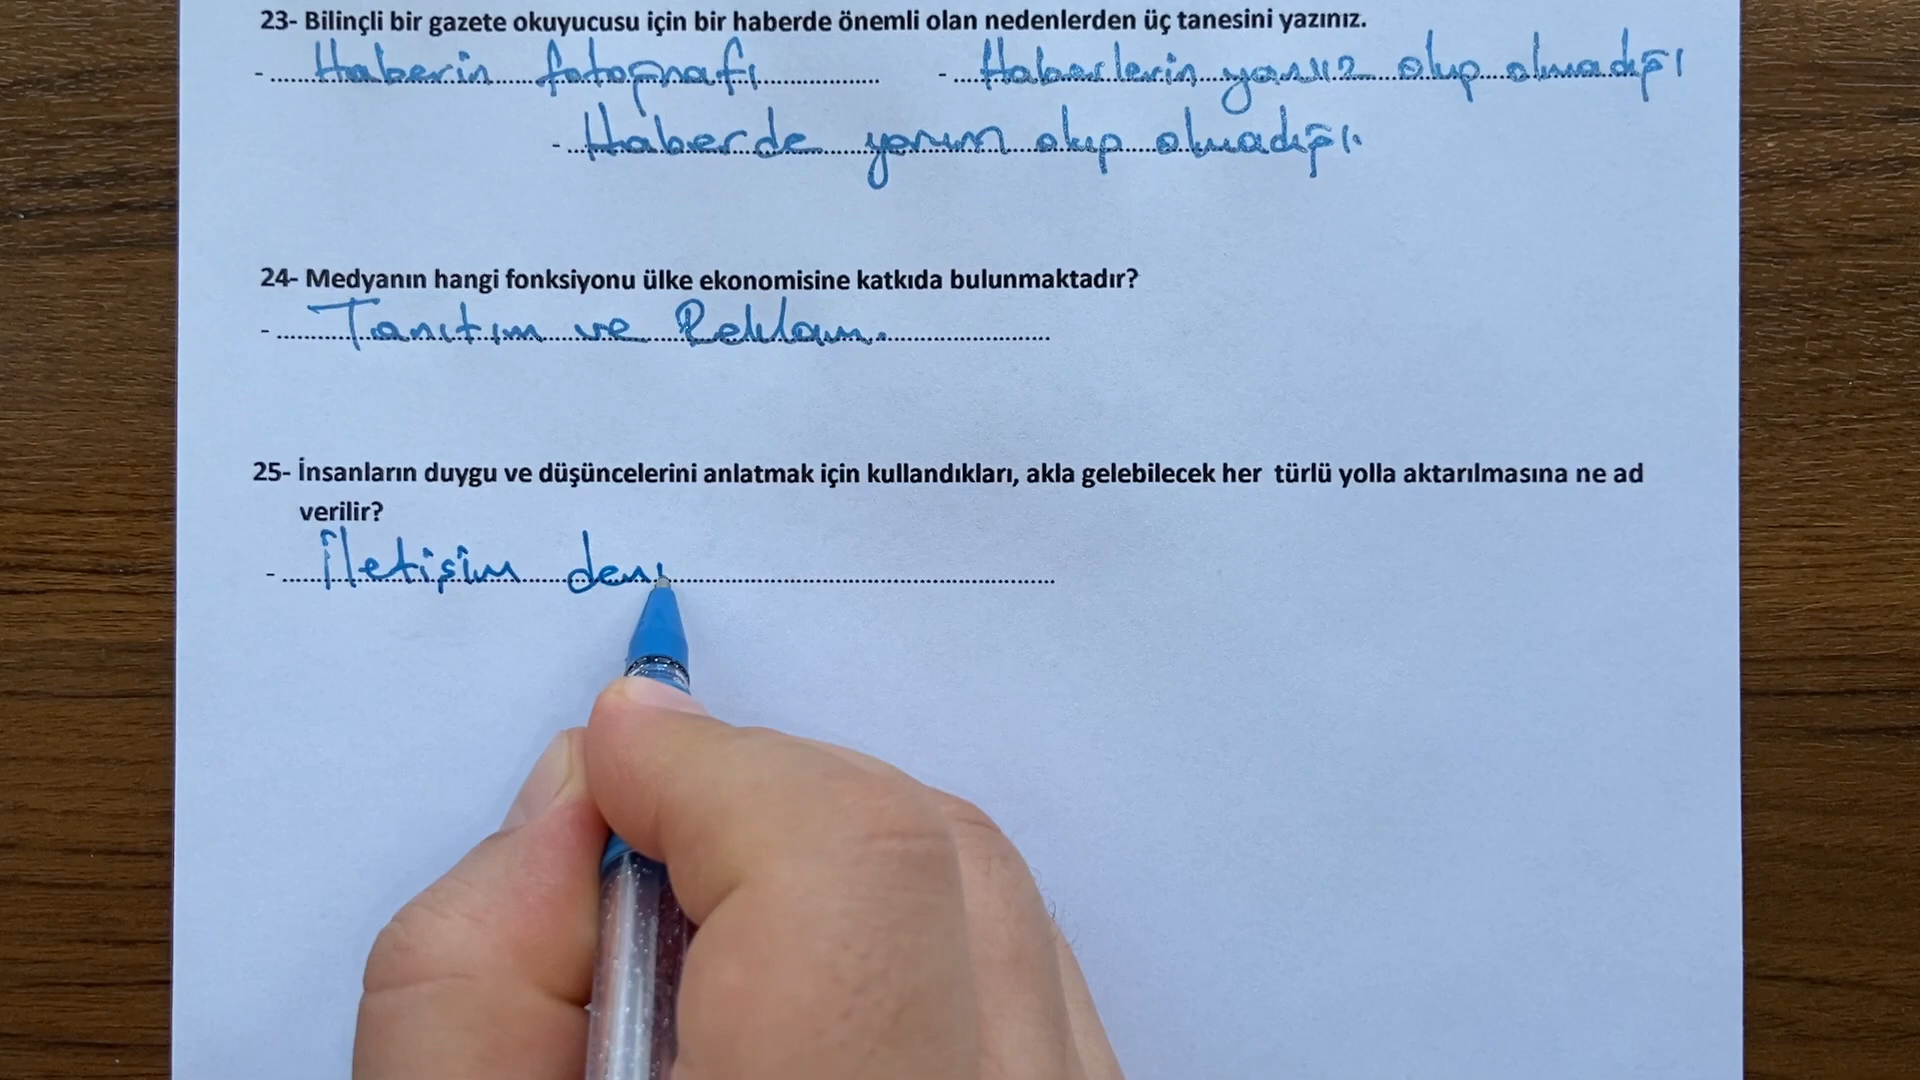 23- Bilinçli bir gazete okuyucusu için bir haberde önemli olan nedenlerden üç tanesini yazınız.
- Haberin fotoğrafı - Haberlerin yansız olup olmadığı
- Haberde yorum olup olmadığı.
24- Medyanın hangi fonksiyonu ülke ekonomisine katkıda bulunmaktadır?
- Tanıtım ve Reklam.
25- İnsanların duygu ve düşüncelerini anlatmak için kullandıkları, akla gelebilecek her türlü yolla aktarılmasına ne ad
verilir?
- İletişim deni